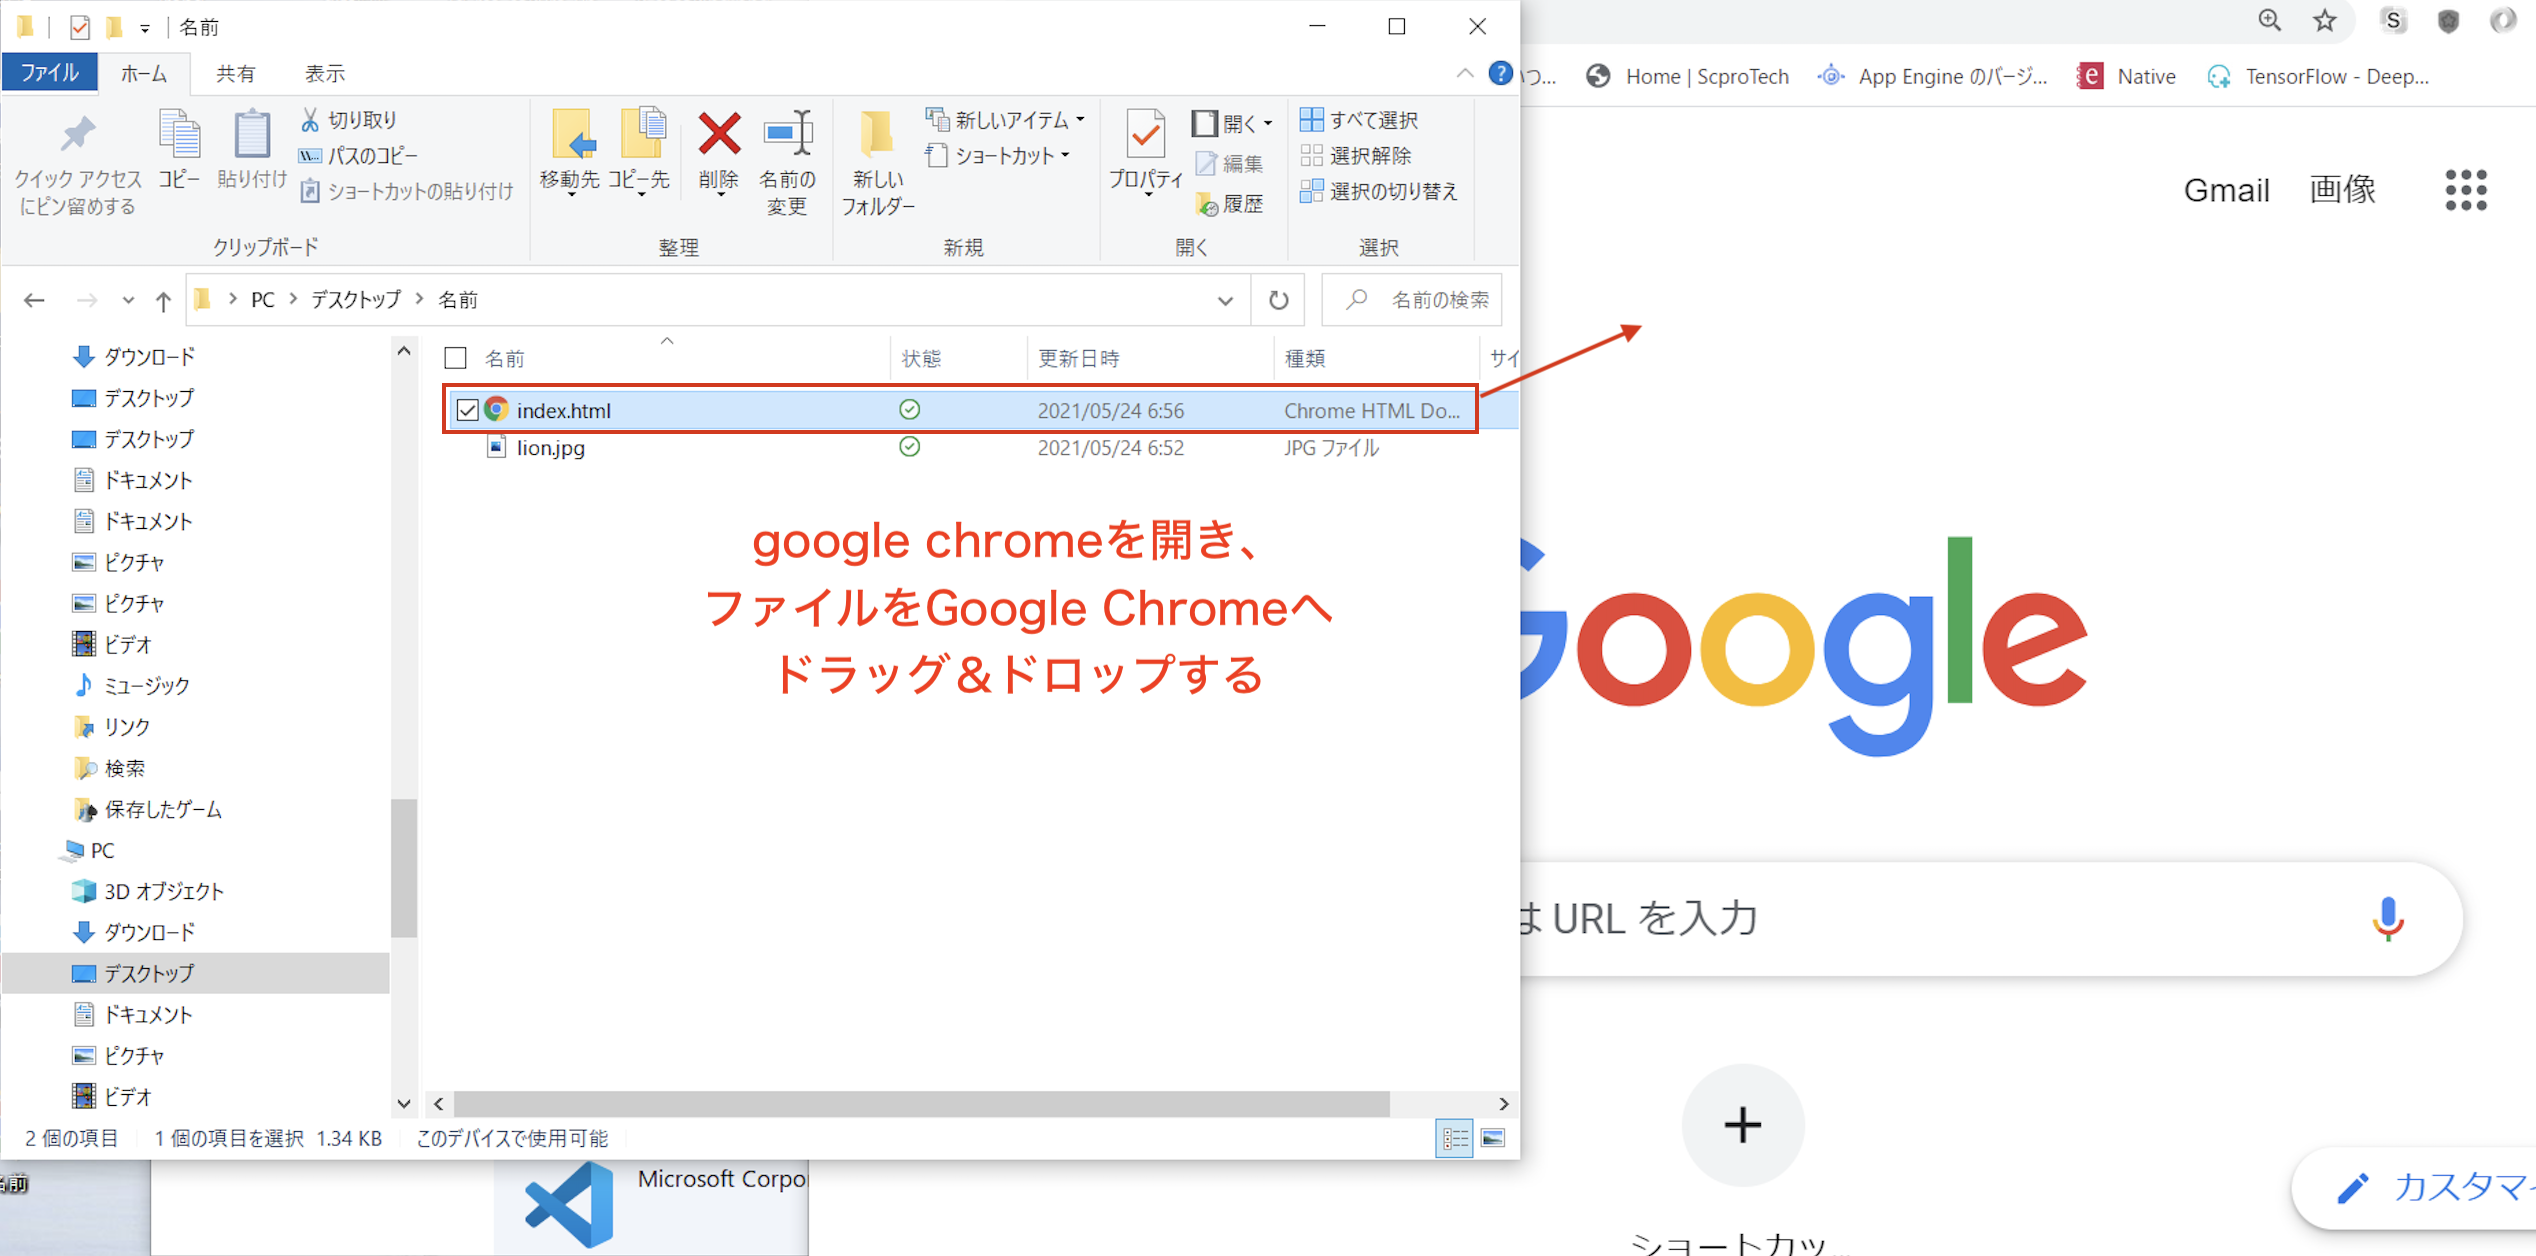 名前
ファイル ホーム 共有 表示
クイック アクセスにピン留めする
コピー
貼り付け
切り取り
パスのコピー
ショートカットの貼り付け
クリップボード
移動先
コピー先
削除
名前の変更
整理
新しいフォルダー
新しいアイテム
ショートカット
新規
プロパティ
開く
編集
履歴
開く
すべて選択
選択解除
選択の切り替え
選択
PC デスクトップ 名前
名前の検索
ダウンロード
デスクトップ
デスクトップ
ドキュメント
ドキュメント
ピクチャ
ピクチャ
ビデオ
ミュージック
リンク
検索
保存したゲーム
PC
3D オブジェクト
ダウンロード
デスクトップ
ドキュメント
ピクチャ
ビデオ
名前 状態 更新日時 種類 サイ
index.html 2021/05/24 6:56 Chrome HTML Do...
lion.jpg 2021/05/24 6:52 JPG ファイル
google chromeを開き、
ファイルをGoogle Chromeへ
ドラッグ＆ドロップする
2 個の項目 1 個の項目を選択 1.34 KB このデバイスで使用可能
Microsoft Corpo
Home | ScproTech App Engine のバージ... Native TensorFlow - Deep...
Gmail 画像
Google
は URL を入力
ショートカッ...
カスタマイ